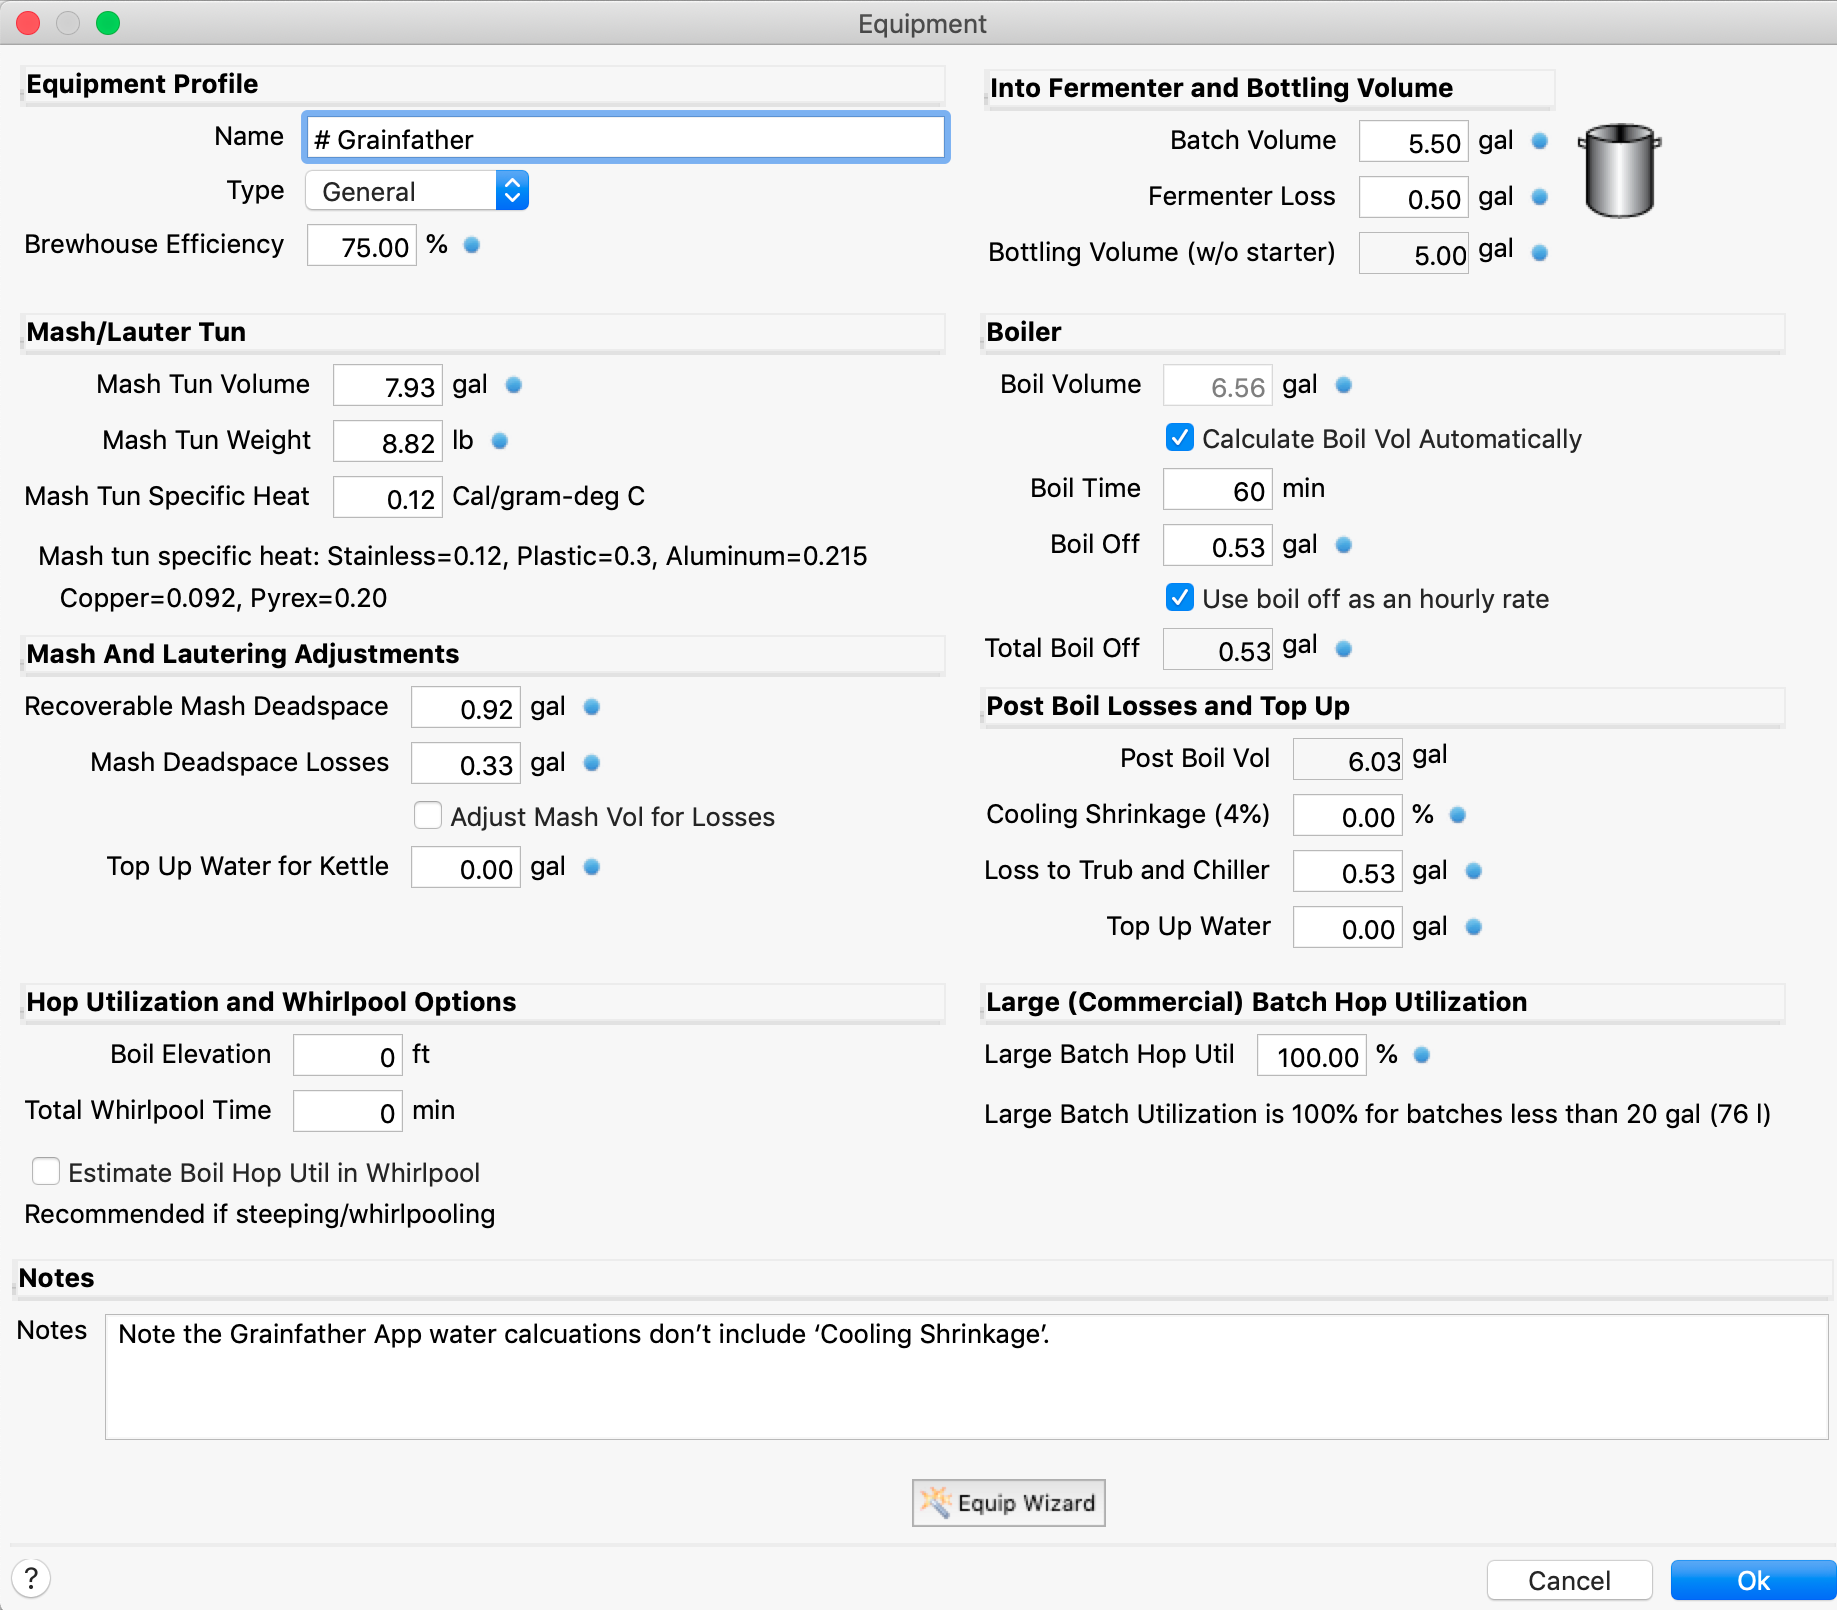 Equipment
Equipment Profile
Name # Grainfather
Type General
Brewhouse Efficiency 75.00 %
Into Fermenter and Bottling Volume
Batch Volume 5.50 gal
Fermenter Loss 0.50 gal
Bottling Volume (w/o starter) 5.00 gal
Mash/Lauter Tun
Mash Tun Volume 7.93 gal
Mash Tun Weight 8.82 lb
Mash Tun Specific Heat 0.12 Cal/gram-deg C
Mash tun specific heat: Stainless=0.12, Plastic=0.3, Aluminum=0.215
Copper=0.092, Pyrex=0.20
Boiler
Boil Volume 6.56 gal
Calculate Boil Vol Automatically
Boil Time 60 min
Boil Off 0.53 gal
Use boil off as an hourly rate
Total Boil Off 0.53 gal
Mash And Lautering Adjustments
Recoverable Mash Deadspace 0.92 gal
Mash Deadspace Losses 0.33 gal
Adjust Mash Vol for Losses
Top Up Water for Kettle 0.00 gal
Post Boil Losses and Top Up
Post Boil Vol 6.03 gal
Cooling Shrinkage (4%) 0.00 %
Loss to Trub and Chiller 0.53 gal
Top Up Water 0.00 gal
Hop Utilization and Whirlpool Options
Boil Elevation 0 ft
Total Whirlpool Time 0 min
Estimate Boil Hop Util in Whirlpool
Recommended if steeping/whirlpooling
Large (Commercial) Batch Hop Utilization
Large Batch Hop Util 100.00 %
Large Batch Utilization is 100% for batches less than 20 gal (76 l)
Notes
Notes Note the Grainfather App water calcuations don’t include ‘Cooling Shrinkage’.
Equip Wizard
? Cancel Ok